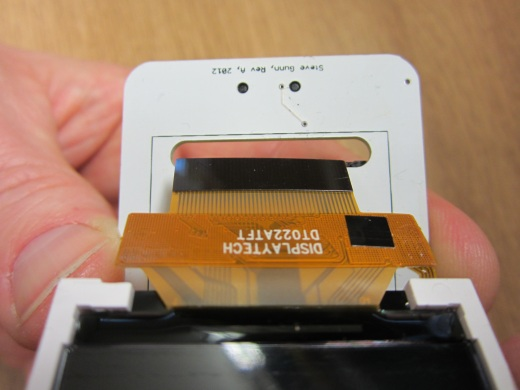 Steve Gunn, Rev A, 2012
DISPLAYTECH
DT022ATFT